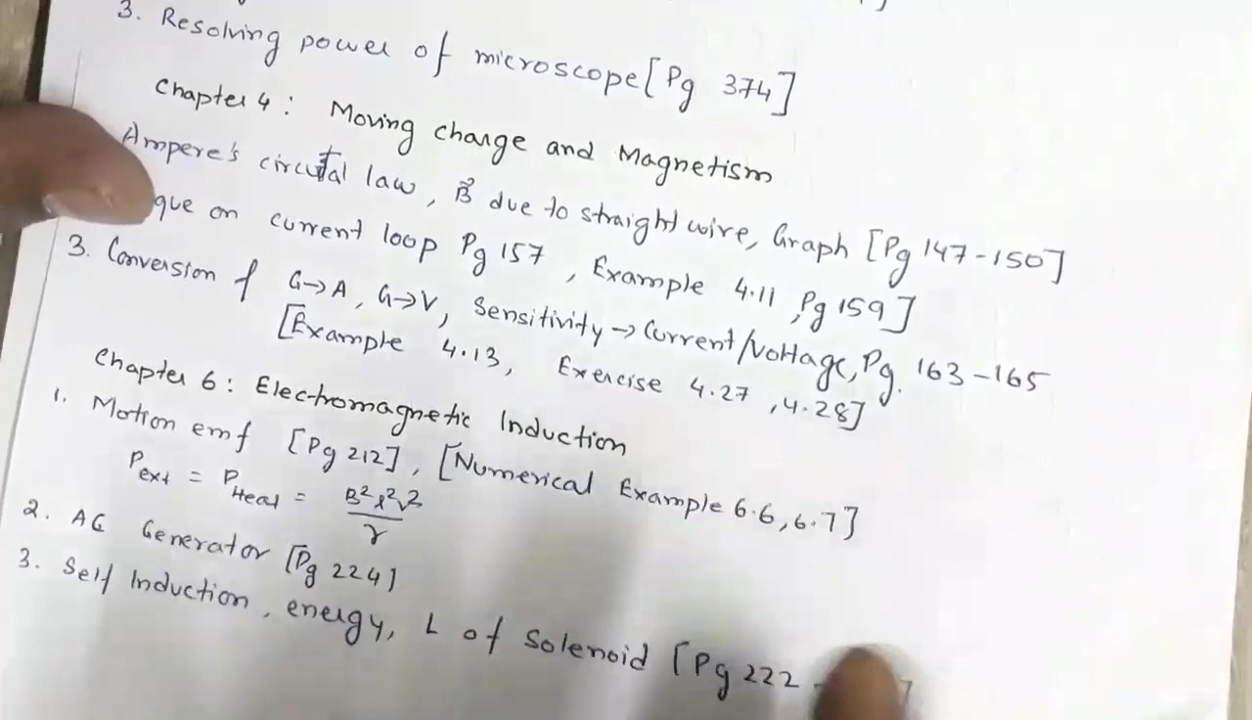 3. Resolving power of microscope [Pg 374]
Chapter 4: Moving charge and Magnetism
Ampere's circutal law, B⃗ due to straight wire, Graph [Pg 147-150]
que on current loop Pg 157, Example 4.11, Pg 159]
3. Conversion of G→A, G→V, Sensitivity → Current/Voltage, Pg. 163-165
[Example 4.13, Exercise 4.27, 4.28]
Chapter 6: Electromagnetic Induction
1. Motion emf [Pg 212], [Numerical Example 6.6, 6.7]
Pext = PHeat = B²l²v²/r
2. AC Generator [Pg 224]
3. Self Induction, energy, L of Solenoid [Pg 222 -